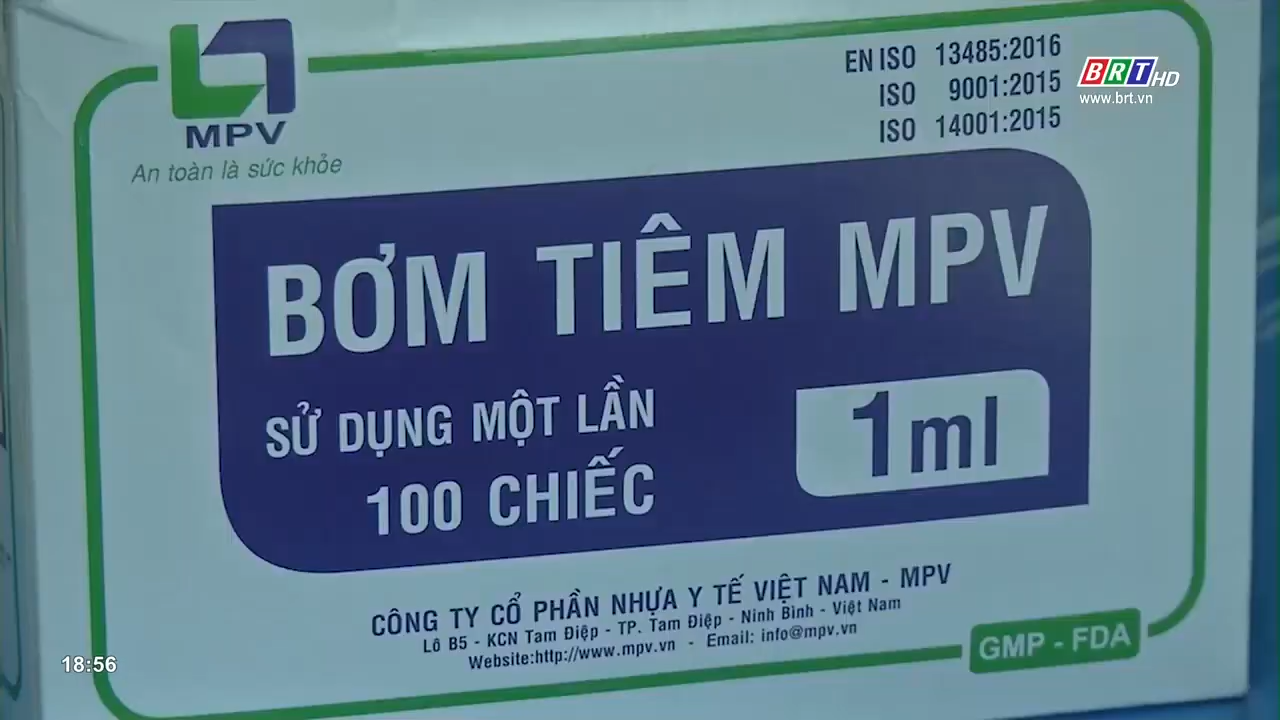 MPV
An toàn là sức khỏe
EN ISO 13485:2016
ISO 9001:2015
ISO 14001:2015
BRT HD
www.brt.vn
BƠM TIÊM MPV
SỬ DỤNG MỘT LẦN
100 CHIẾC
1ml
CÔNG TY CỔ PHẦN NHỰA Y TẾ VIỆT NAM - MPV
Lô B5 - KCN Tam Điệp - TP. Tam Điệp - Ninh Bình - Việt Nam
Website:http://www.mpv.vn - Email: info@mpv.vn
GMP - FDA
18:56